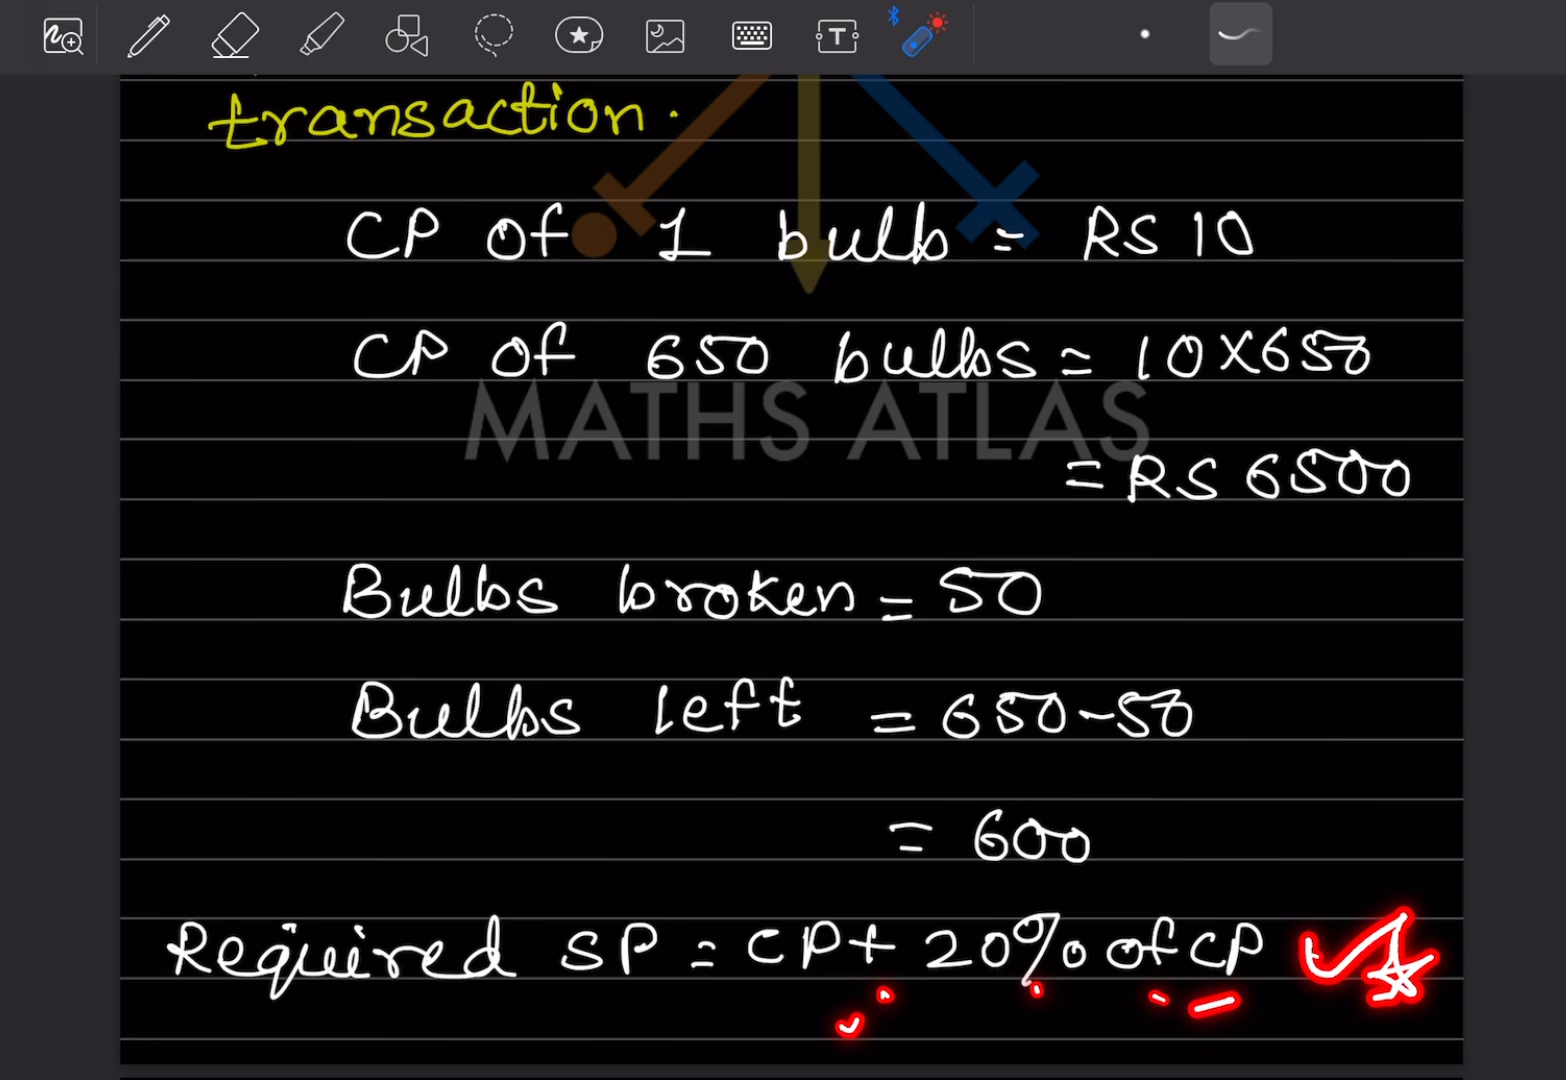 transaction.
CP of 1 bulb = RS 10
CP of 650 bulbs = 10X650
MATHS ATLAS
= RS 6500
Bulbs broken = 50
Bulbs left = 650-50
= 600
Required SP = CP+ 20% of CP